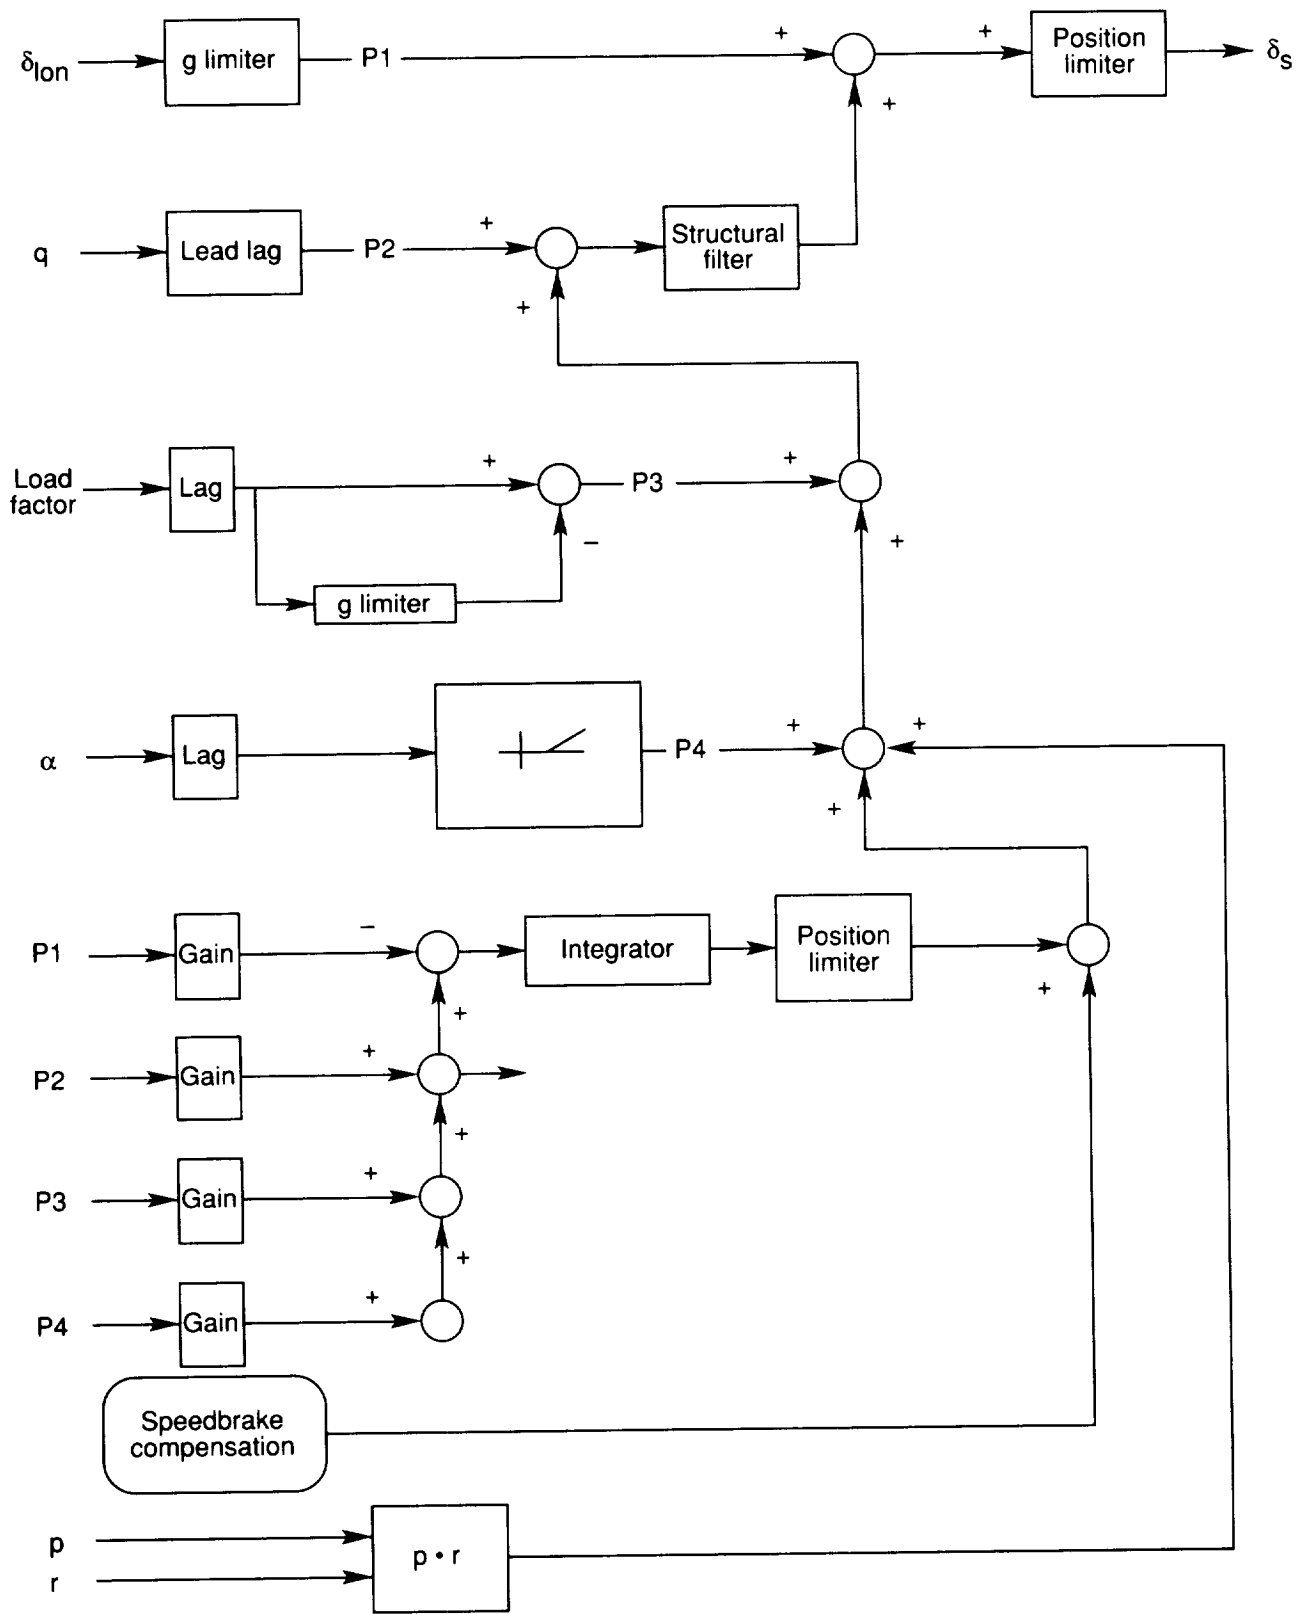 δlon
g limiter
P1
+
+
Position
limiter
δs
+
q
Lead lag
P2
+
Structural
filter
+
Load
factor
Lag
+
P3
+
–
+
g limiter
α
Lag
P4
+
+
+
P1
Gain
–
Integrator
Position
limiter
+
+
P2
Gain
+
+
P3
Gain
+
+
P4
Gain
+
Speedbrake
compensation
p
r
p • r